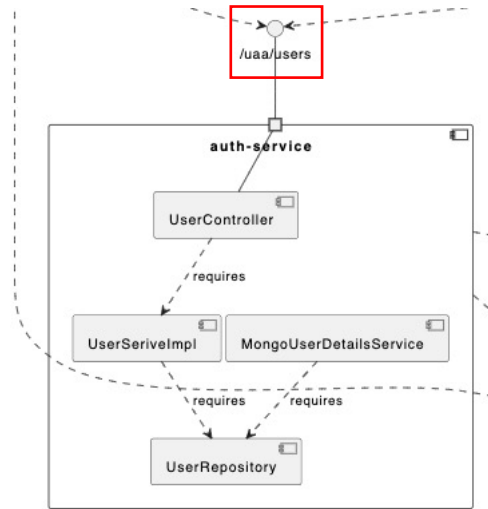 /uaa/users
auth-service
UserController
requires
UserSeriveImpl
MongoUserDetailsService
requires
requires
UserRepository